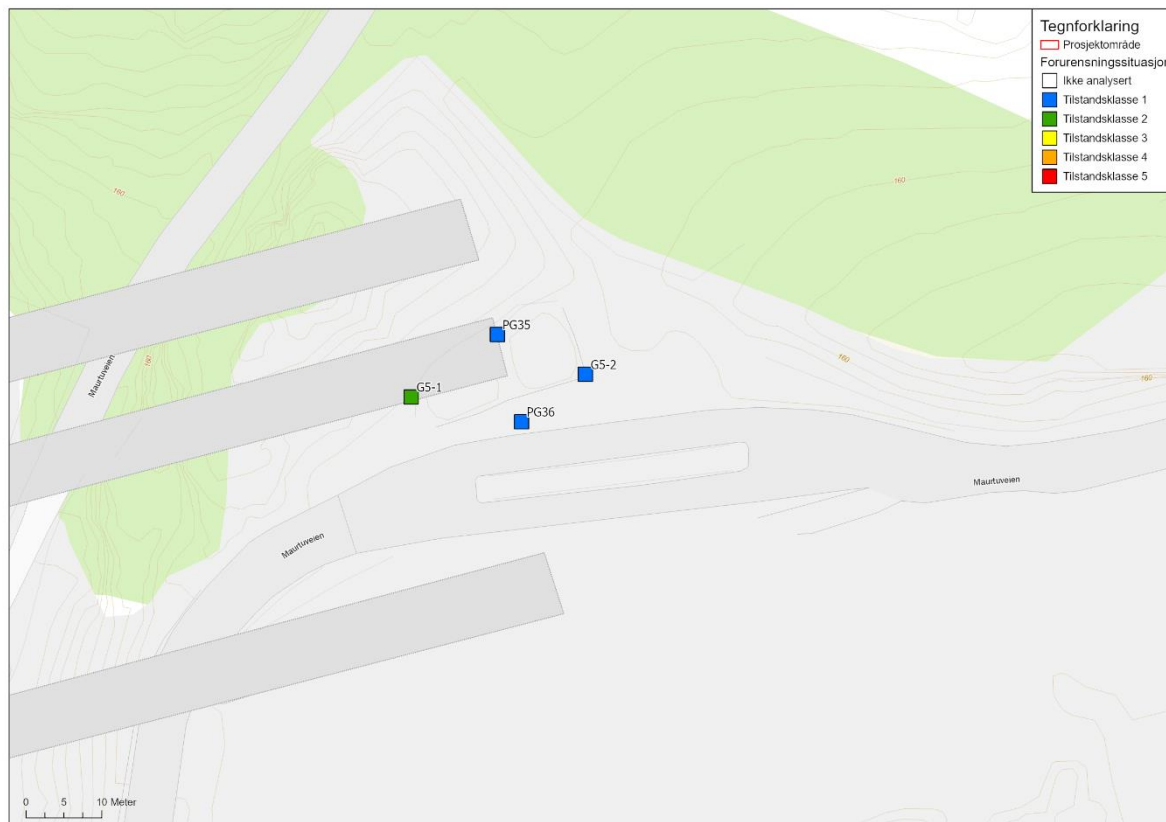 Tegnforklaring
Prosjektområde
Forurensningssituasjon
Ikke analysert
Tilstandsklasse 1
Tilstandsklasse 2
Tilstandsklasse 3
Tilstandsklasse 4
Tilstandsklasse 5
160
160
PG35
160
Maurtuveien
160
G5-2
160
G5-1
PG36
Maurtuveien
Maurtuveien
0 5 10 Meter